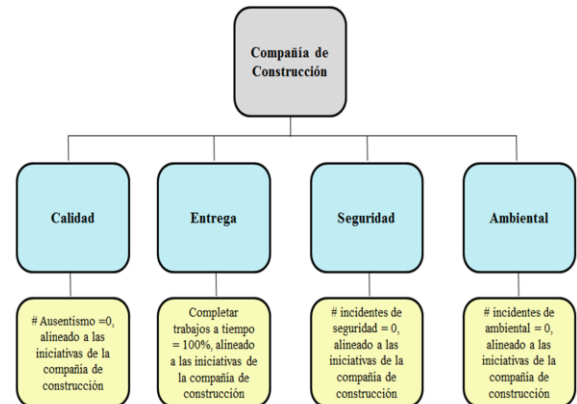 Compañía de
Construcción
Calidad
Entrega
Seguridad
Ambiental
# Ausentismo =0,
alineado a las
iniciativas de la
compañía de
construcción
Completar
trabajos a tiempo
= 100%, alineado
a las iniciativas de
la compañía de
construcción
# incidentes de
seguridad = 0,
alineado a las
iniciativas de la
compañía de
construcción
# incidentes de
ambiental = 0,
alineado a las
iniciativas de la
compañía de
construcción